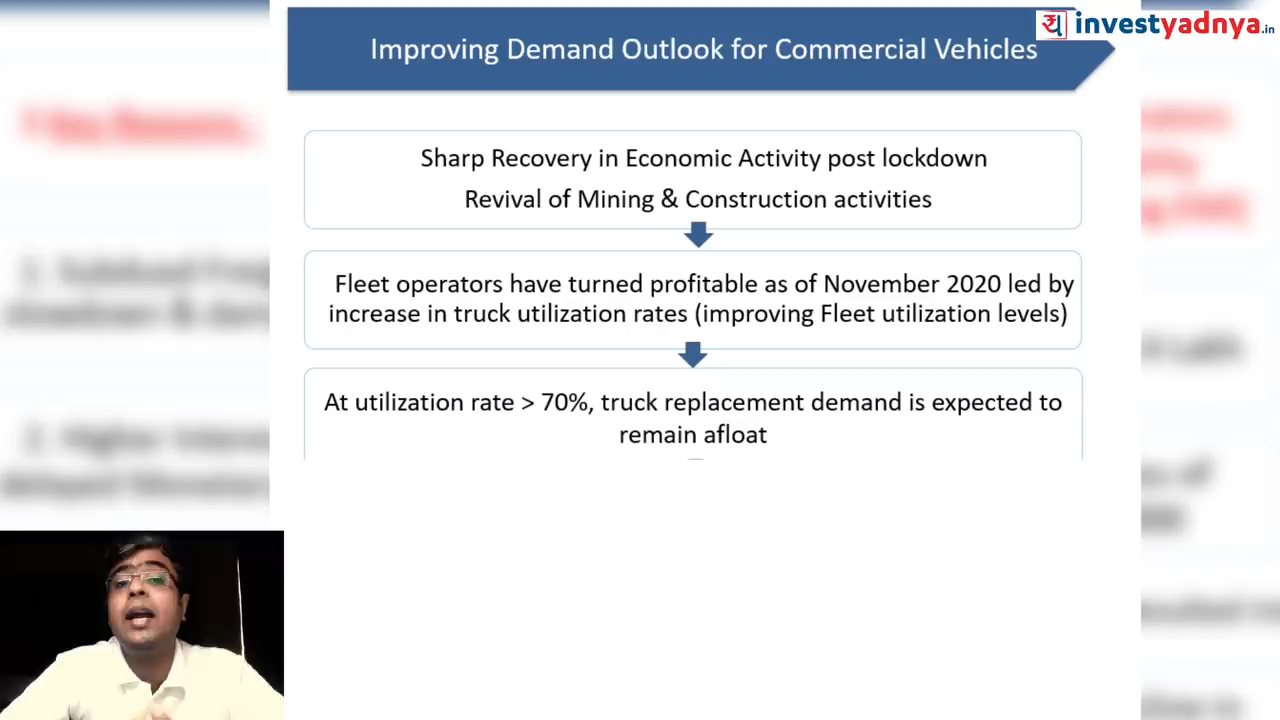 Improving Demand Outlook for Commercial Vehicles
य investyadnya.in
Sharp Recovery in Economic Activity post lockdown
Revival of Mining & Construction activities
Fleet operators have turned profitable as of November 2020 led by
increase in truck utilization rates (improving Fleet utilization levels)
At utilization rate > 70%, truck replacement demand is expected to
remain afloat